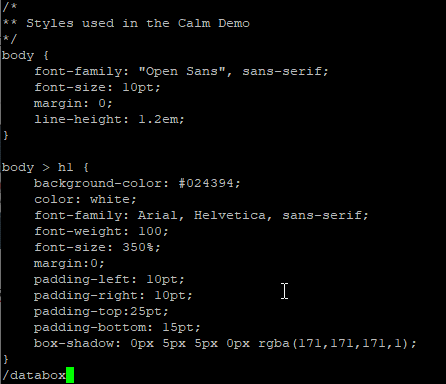 /*
** Styles used in the Calm Demo
*/
body {
    font-family: "Open Sans", sans-serif;
    font-size: 10pt;
    margin: 0;
    line-height: 1.2em;
}

body > h1 {
    background-color: #024394;
    color: white;
    font-family: Arial, Helvetica, sans-serif;
    font-weight: 100;
    font-size: 350%;
    margin:0;
    padding-left: 10pt;
    padding-right: 10pt;
    padding-top:25pt;
    padding-bottom: 15pt;
    box-shadow: 0px 5px 5px 0px rgba(171,171,171,1);
}
/databox